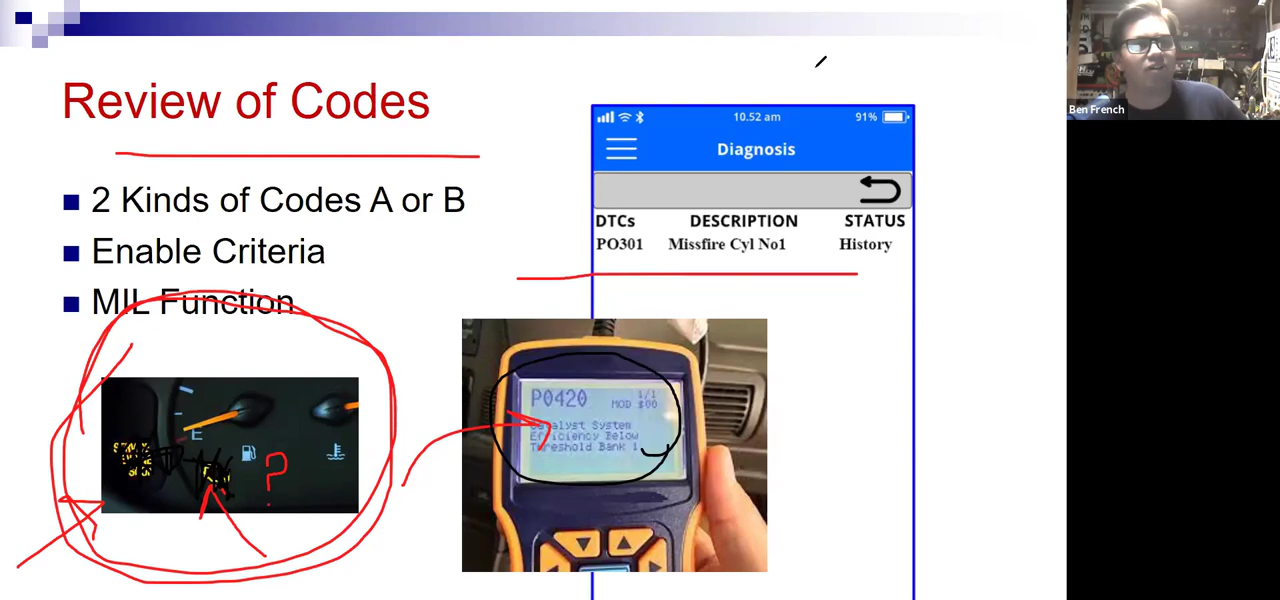 Review of Codes
2 Kinds of Codes A or B
Enable Criteria
MIL Function
E
?
10.52 am
91%
Diagnosis
DTCs DESCRIPTION STATUS
PO301 Missfire Cyl No1 History
P0420 1/1
MOD $00
Catalyst System
Efficiency Below
Threshold Bank 1
Ben French